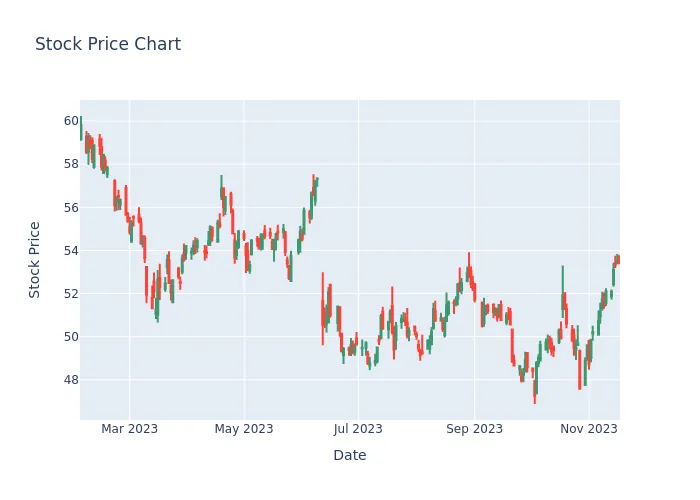 Stock Price Chart
60
58
56
54
52
50
48
Stock Price
Mar 2023
May 2023
Jul 2023
Sep 2023
Nov 2023
Date